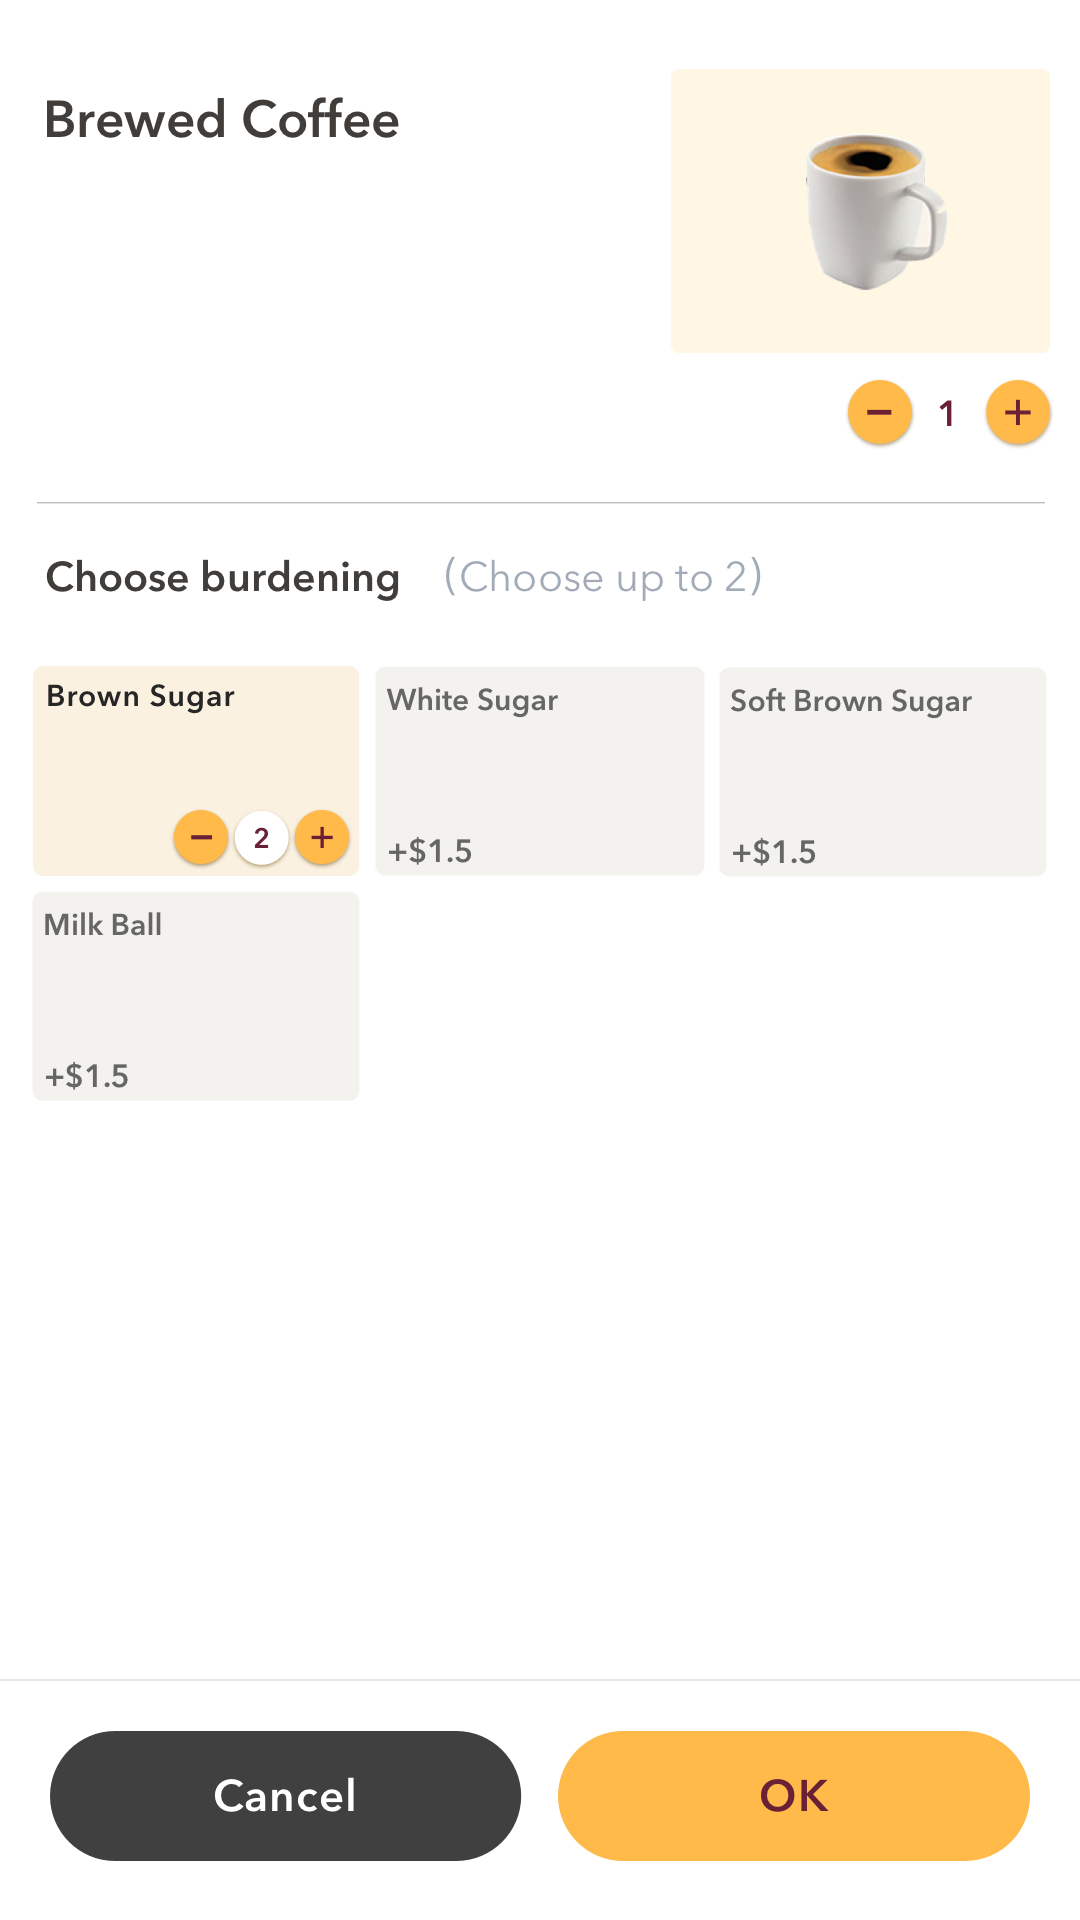 Brewed Coffee
− 1 +
Choose burdening (Choose up to 2)
Brown Sugar
− 2 +
White Sugar
+$1.5
Soft Brown Sugar
+$1.5
Milk Ball
+$1.5
Cancel
OK